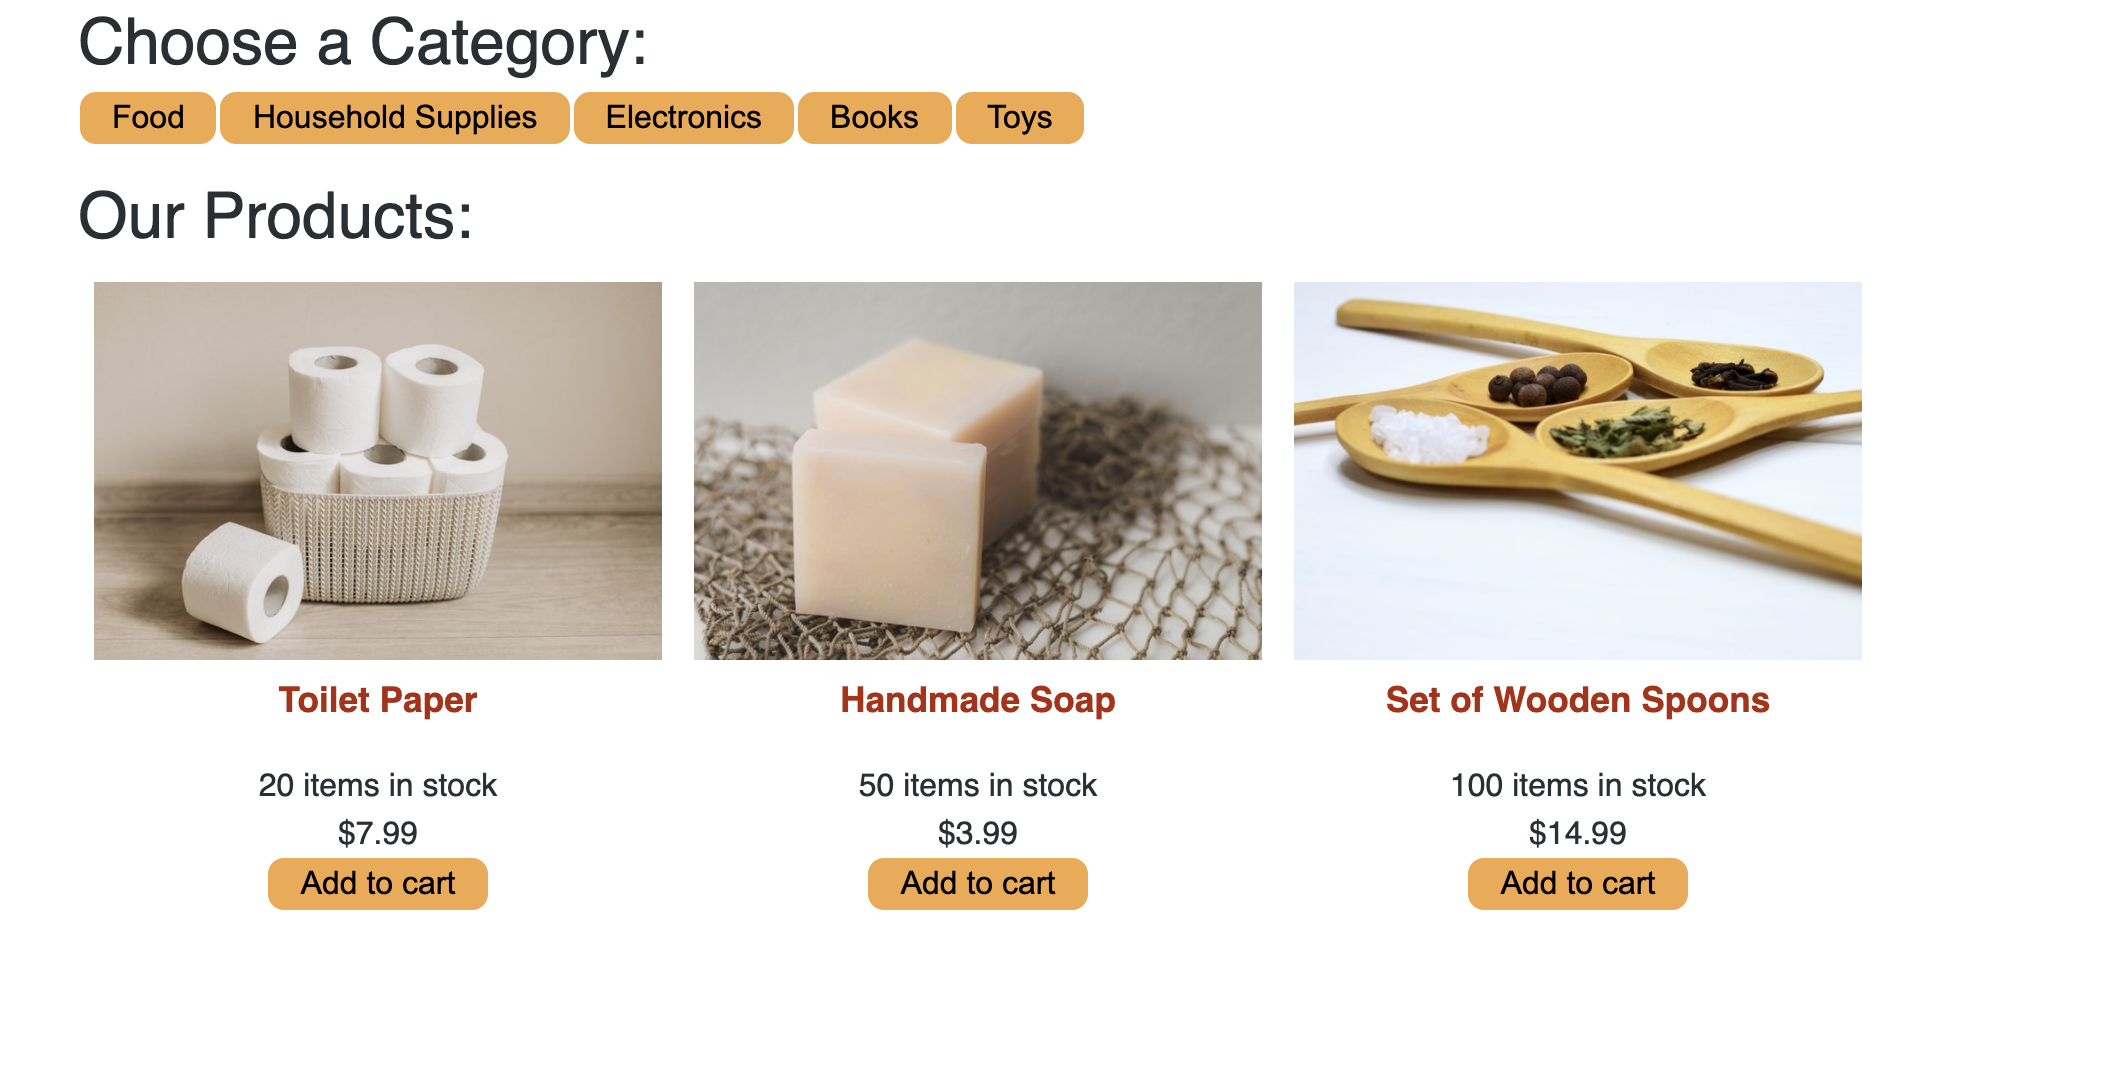 Choose a Category:
Food Household Supplies Electronics Books Toys
Our Products:
Toilet Paper Handmade Soap Set of Wooden Spoons
20 items in stock 50 items in stock 100 items in stock
$7.99 $3.99 $14.99
Add to cart Add to cart Add to cart